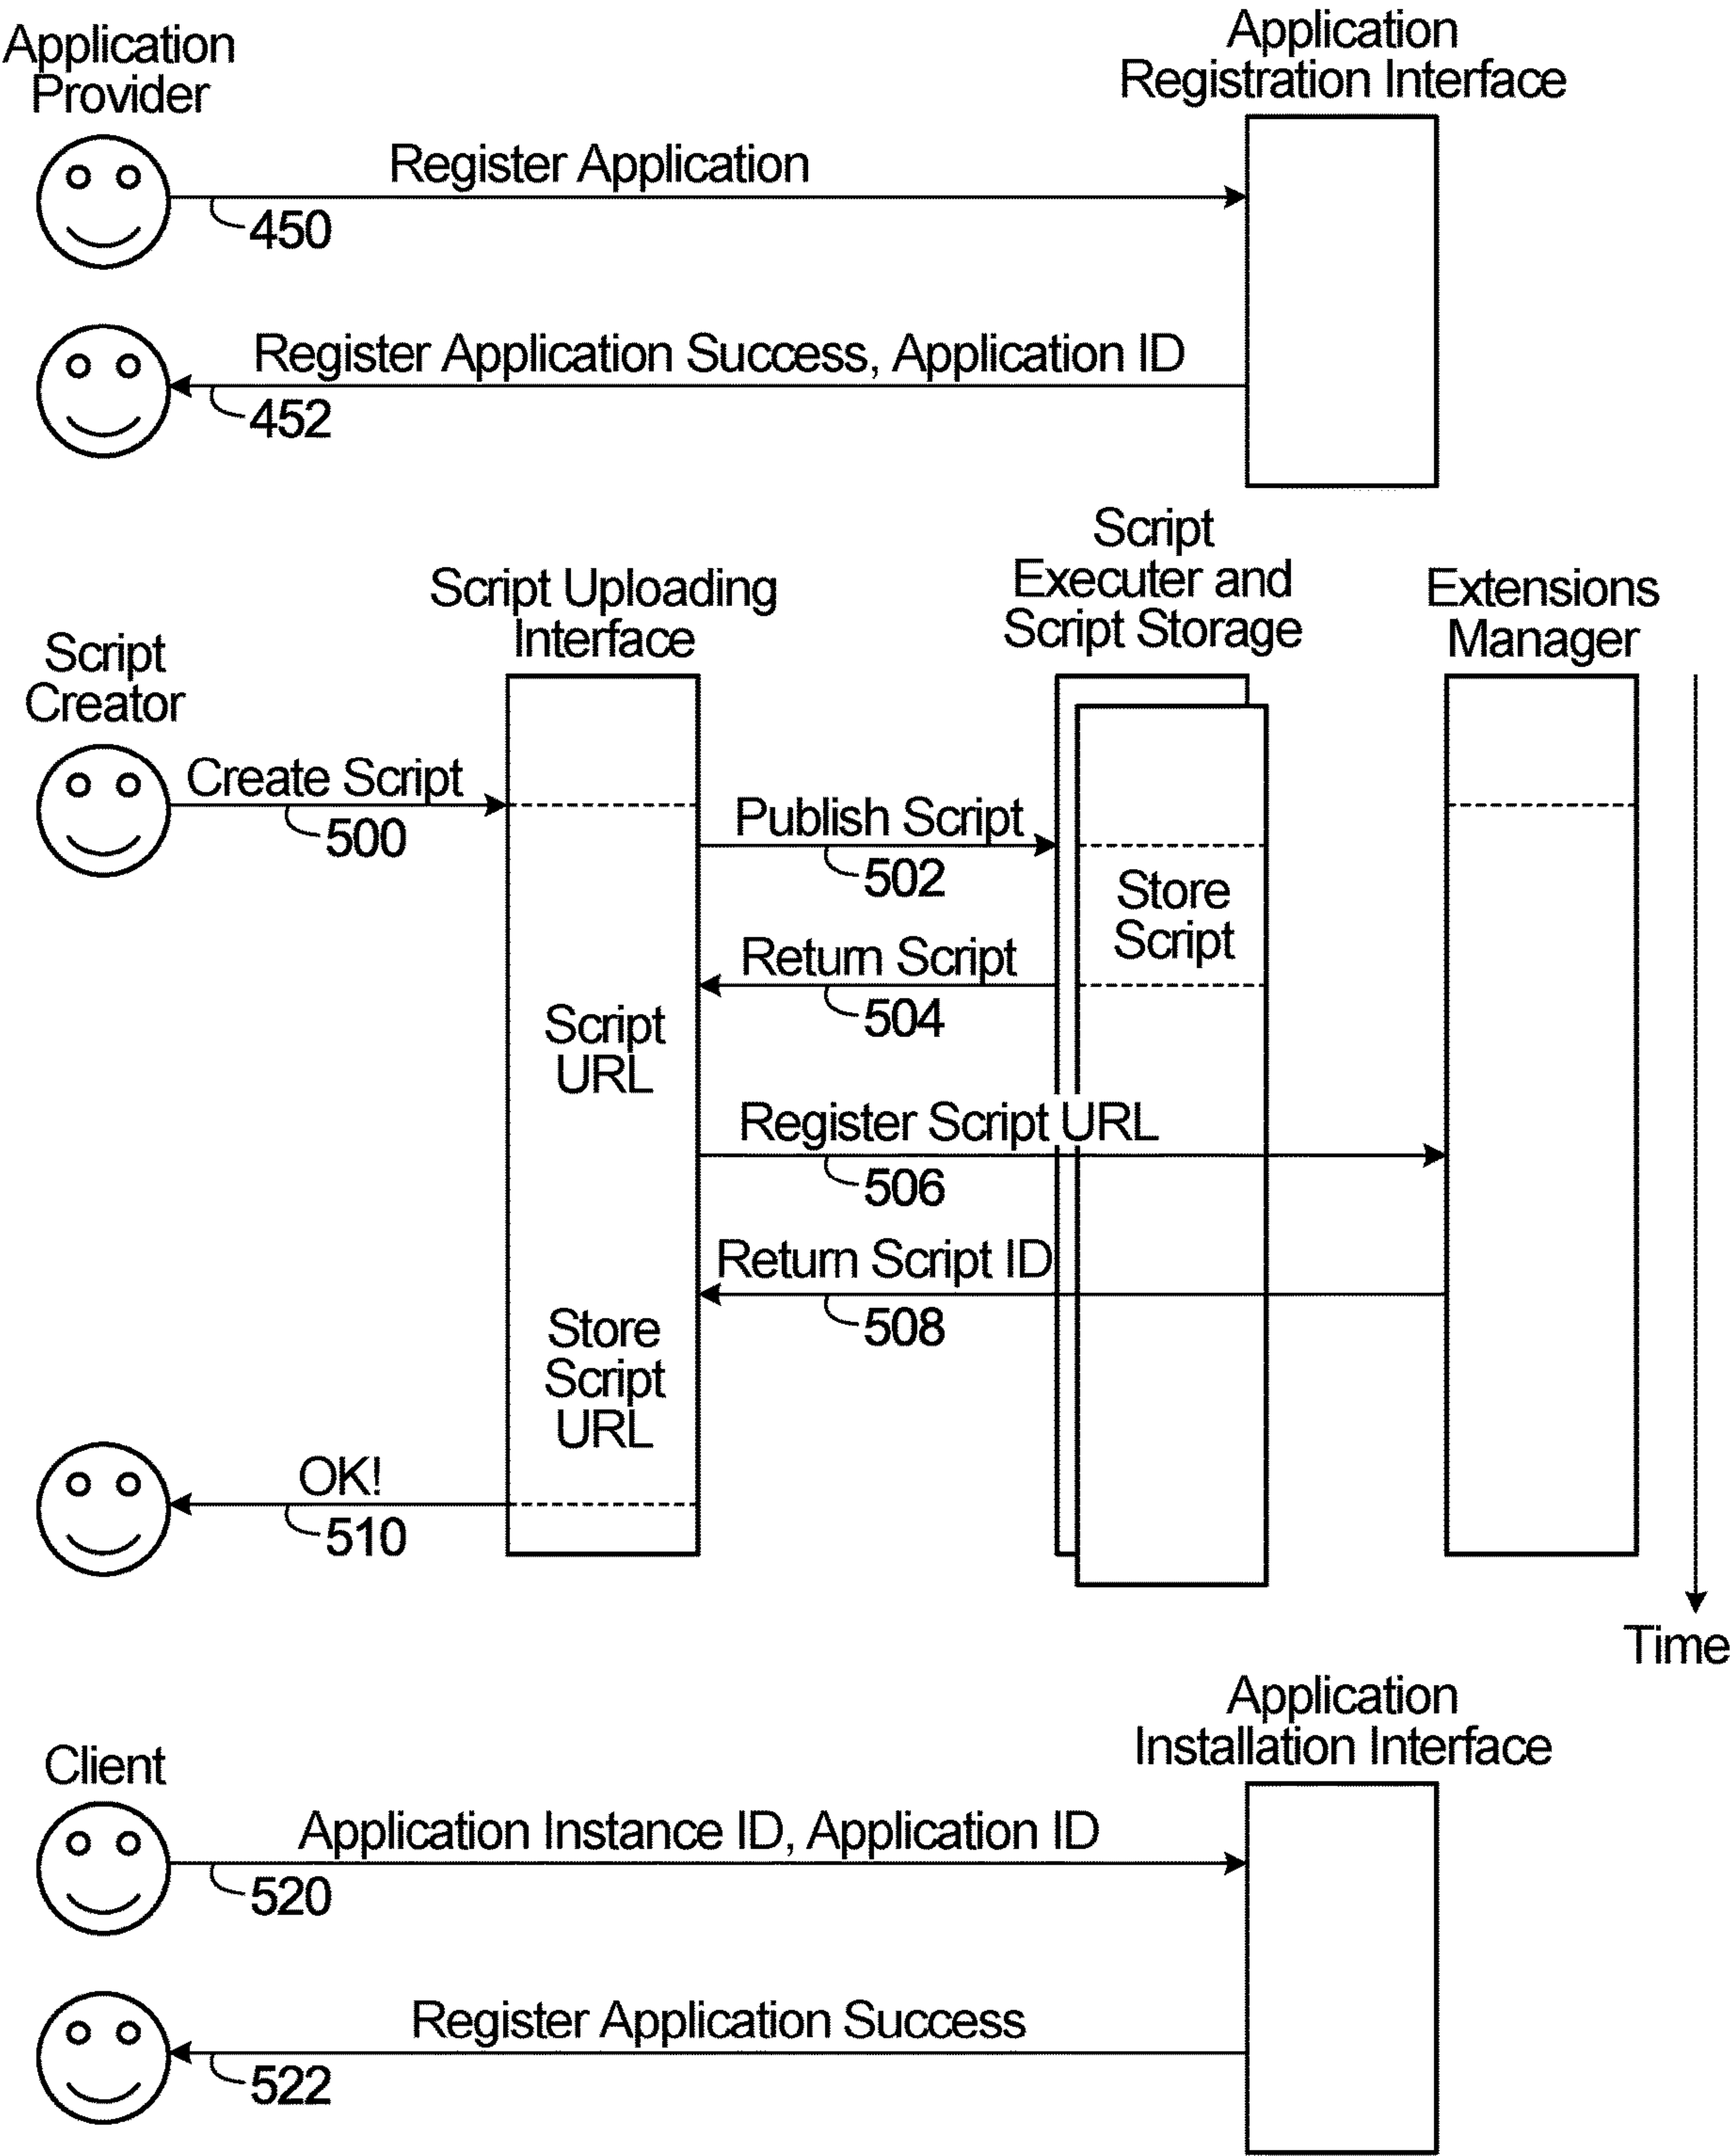 Application
Provider
Application
Registration Interface
Register Application
450
Register Application Success, Application ID
452
Script
Creator
Script Uploading
Interface
Script
Executer and
Script Storage
Extensions
Manager
Create Script
500
Publish Script
502
Store
Script
Return Script
504
Script
URL
Register Script URL
506
Return Script ID
508
Store
Script
URL
OK!
510
Time
Client
Application
Installation Interface
Application Instance ID, Application ID
520
Register Application Success
522